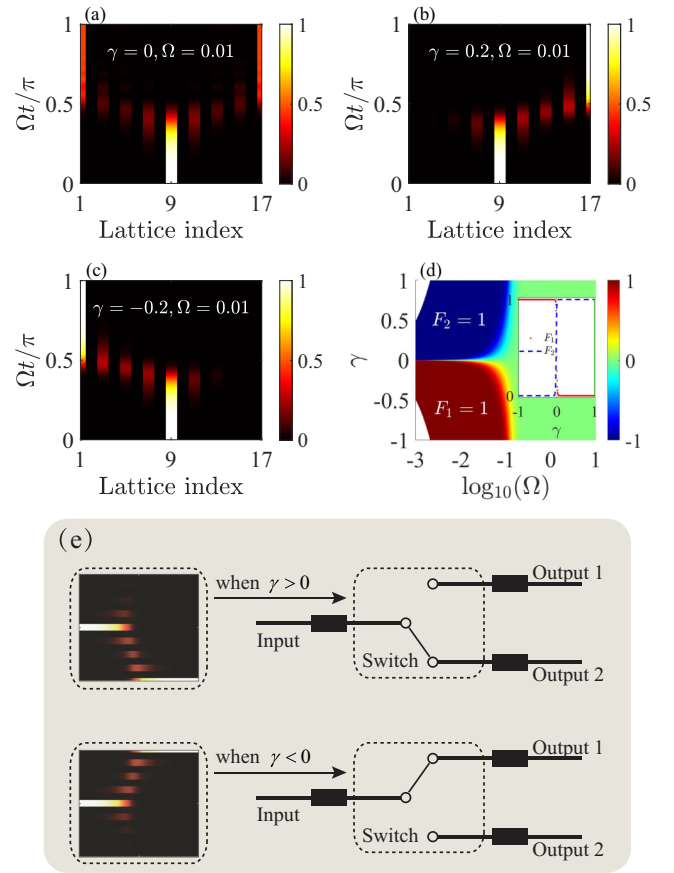 (a)
γ = 0, Ω = 0.01
Ωt/π
1
0.5
0
1
9
17
Lattice index
1
0.5
0
(b)
γ = 0.2, Ω = 0.01
Ωt/π
1
0.5
0
1
9
17
Lattice index
1
0.5
0
(c)
γ = −0.2, Ω = 0.01
Ωt/π
1
0.5
0
1
9
17
Lattice index
1
0.5
0
(d)
γ
1
0.5
0
-0.5
-1
F₂ = 1
F₁ = 1
1
0
F₁
F₂
-1
0
1
γ
-3
-2
-1
0
1
log₁₀(Ω)
1
0.5
0
-0.5
-1
(e)
when γ > 0
Input
Switch
Output 1
Output 2
when γ < 0
Input
Switch
Output 1
Output 2